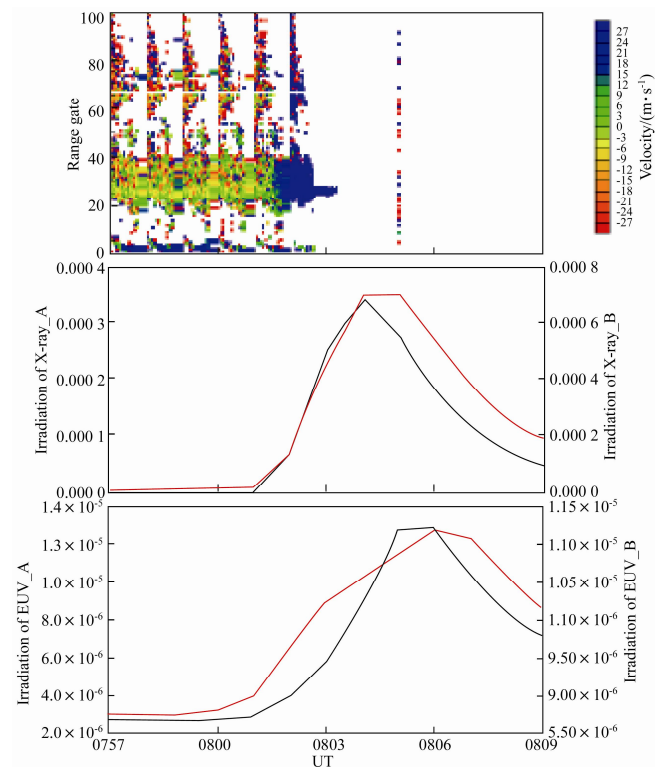 100
80
60
40
20
0
Range gate
27
24
21
18
15
12
9
6
3
0
-3
-6
-9
-12
-15
-18
-21
-24
-27
Velocity/(m·s⁻¹)
0.000 4
0.000 3
0.000 2
0.000 1
0.000 0
Irradiation of X-ray_A
0.000 8
0.000 6
0.000 4
0.000 2
0.000 0
Irradiation of X-ray_B
1.4 × 10⁻⁵
1.3 × 10⁻⁵
1.0 × 10⁻⁵
8.0 × 10⁻⁶
6.0 × 10⁻⁶
4.0 × 10⁻⁶
2.0 × 10⁻⁶
Irradiation of EUV_A
1.15 × 10⁻⁵
1.10 × 10⁻⁵
1.05 × 10⁻⁵
1.10 × 10⁻⁶
9.50 × 10⁻⁶
9.00 × 10⁻⁶
5.50 × 10⁻⁶
Irradiation of EUV_B
0757 0800 0803 0806 0809
UT